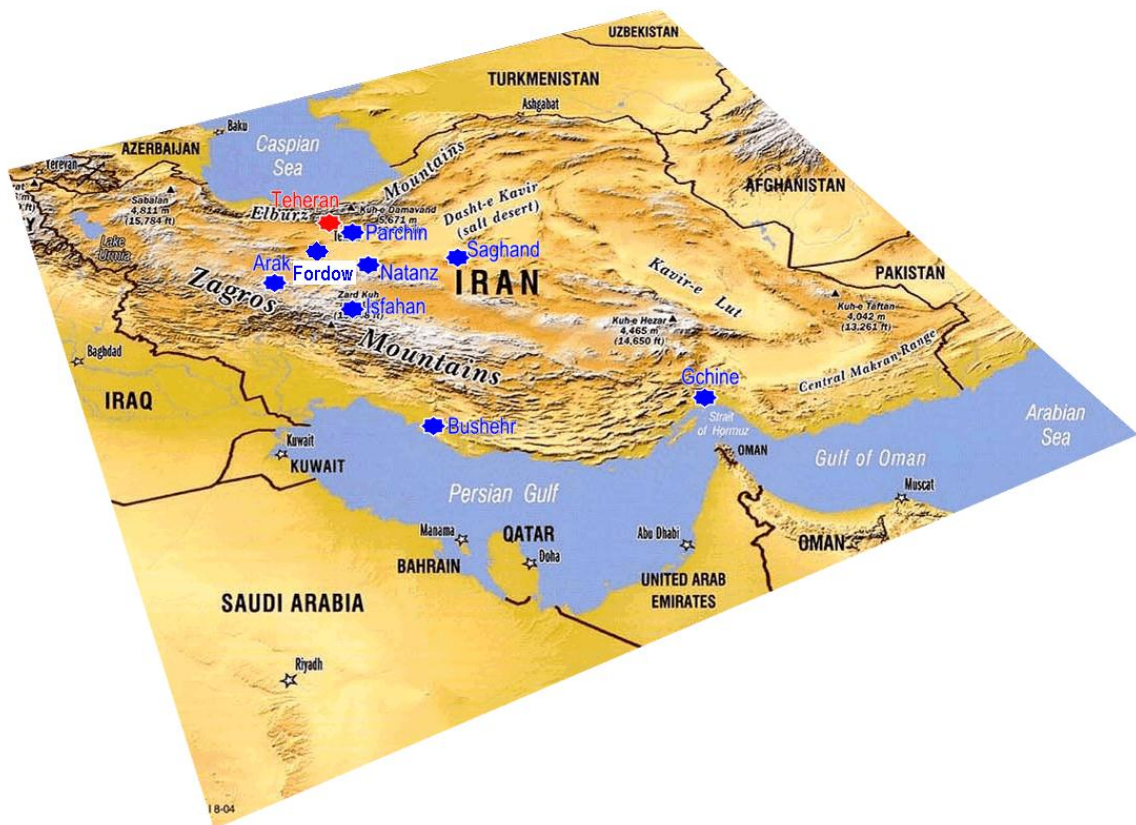 UZBEKISTAN
TURKMENISTAN
Ashgabat
Baku
AZERBAIJAN
Yerevan
Caspian
Sea
Mountains
AFGHANISTAN
Sabalan
4,811 m
(15,784 ft)
Teheran
Elburz
Kuh-e Damavand
5,671 m
Dasht-e Kavir
(salt desert)
Parchin
Lake
Urmia
Saghand
Arak
Fordow
Natanz
IRAN
PAKISTAN
Zagros
Mountains
Zard Kuh
Isfahan
Kavir-e Lut
Kuh-e Taftan
4,042 m
(13,261 ft)
Kuh-e Hezar
4,465 m
(14,650 ft)
Baghdad
Central Makran-Range
Gchine
IRAQ
Strait
of Hormuz
Arabian
Sea
Bushehr
Kuwait
KUWAIT
OMAN
Gulf of Oman
Persian Gulf
Muscat
Manama
QATAR
Abu Dhabi
OMAN
Doha
BAHRAIN
UNITED ARAB
EMIRATES
SAUDI ARABIA
Riyadh
8-04